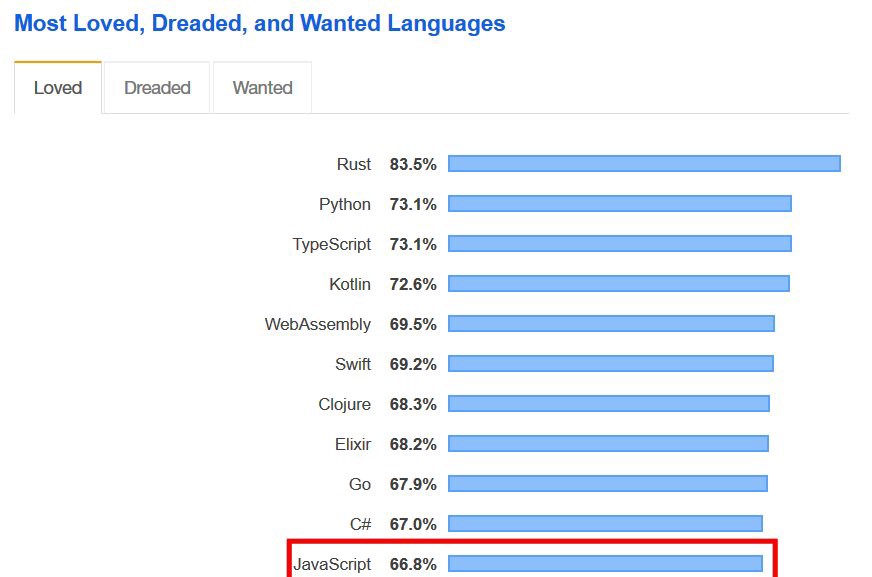 Most Loved, Dreaded, and Wanted Languages
Loved Dreaded Wanted
Rust 83.5%
Python 73.1%
TypeScript 73.1%
Kotlin 72.6%
WebAssembly 69.5%
Swift 69.2%
Clojure 68.3%
Elixir 68.2%
Go 67.9%
C# 67.0%
JavaScript 66.8%